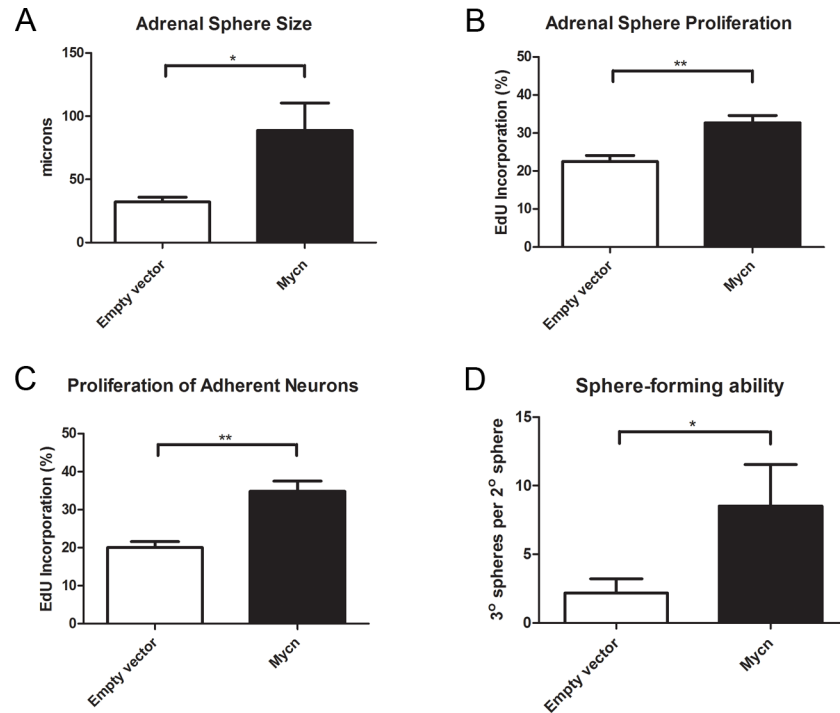 A
Adrenal Sphere Size
microns
150
100
50
0
*
Empty vector
Mycn
B
Adrenal Sphere Proliferation
EdU Incorporation (%)
50
40
30
20
10
0
**
Empty vector
Mycn
C
Proliferation of Adherent Neurons
EdU Incorporation (%)
50
40
30
20
10
0
**
Empty vector
Mycn
D
Sphere-forming ability
3° spheres per 2° sphere
15
10
5
0
*
Empty vector
Mycn